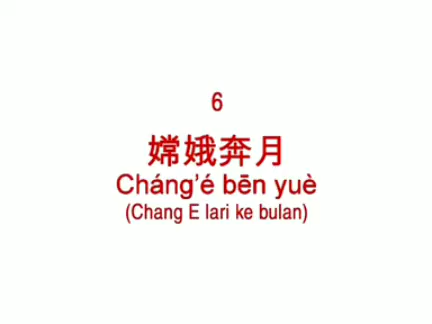 6
嫦娥奔月
Cháng’é bēn yuè
(Chang E lari ke bulan)